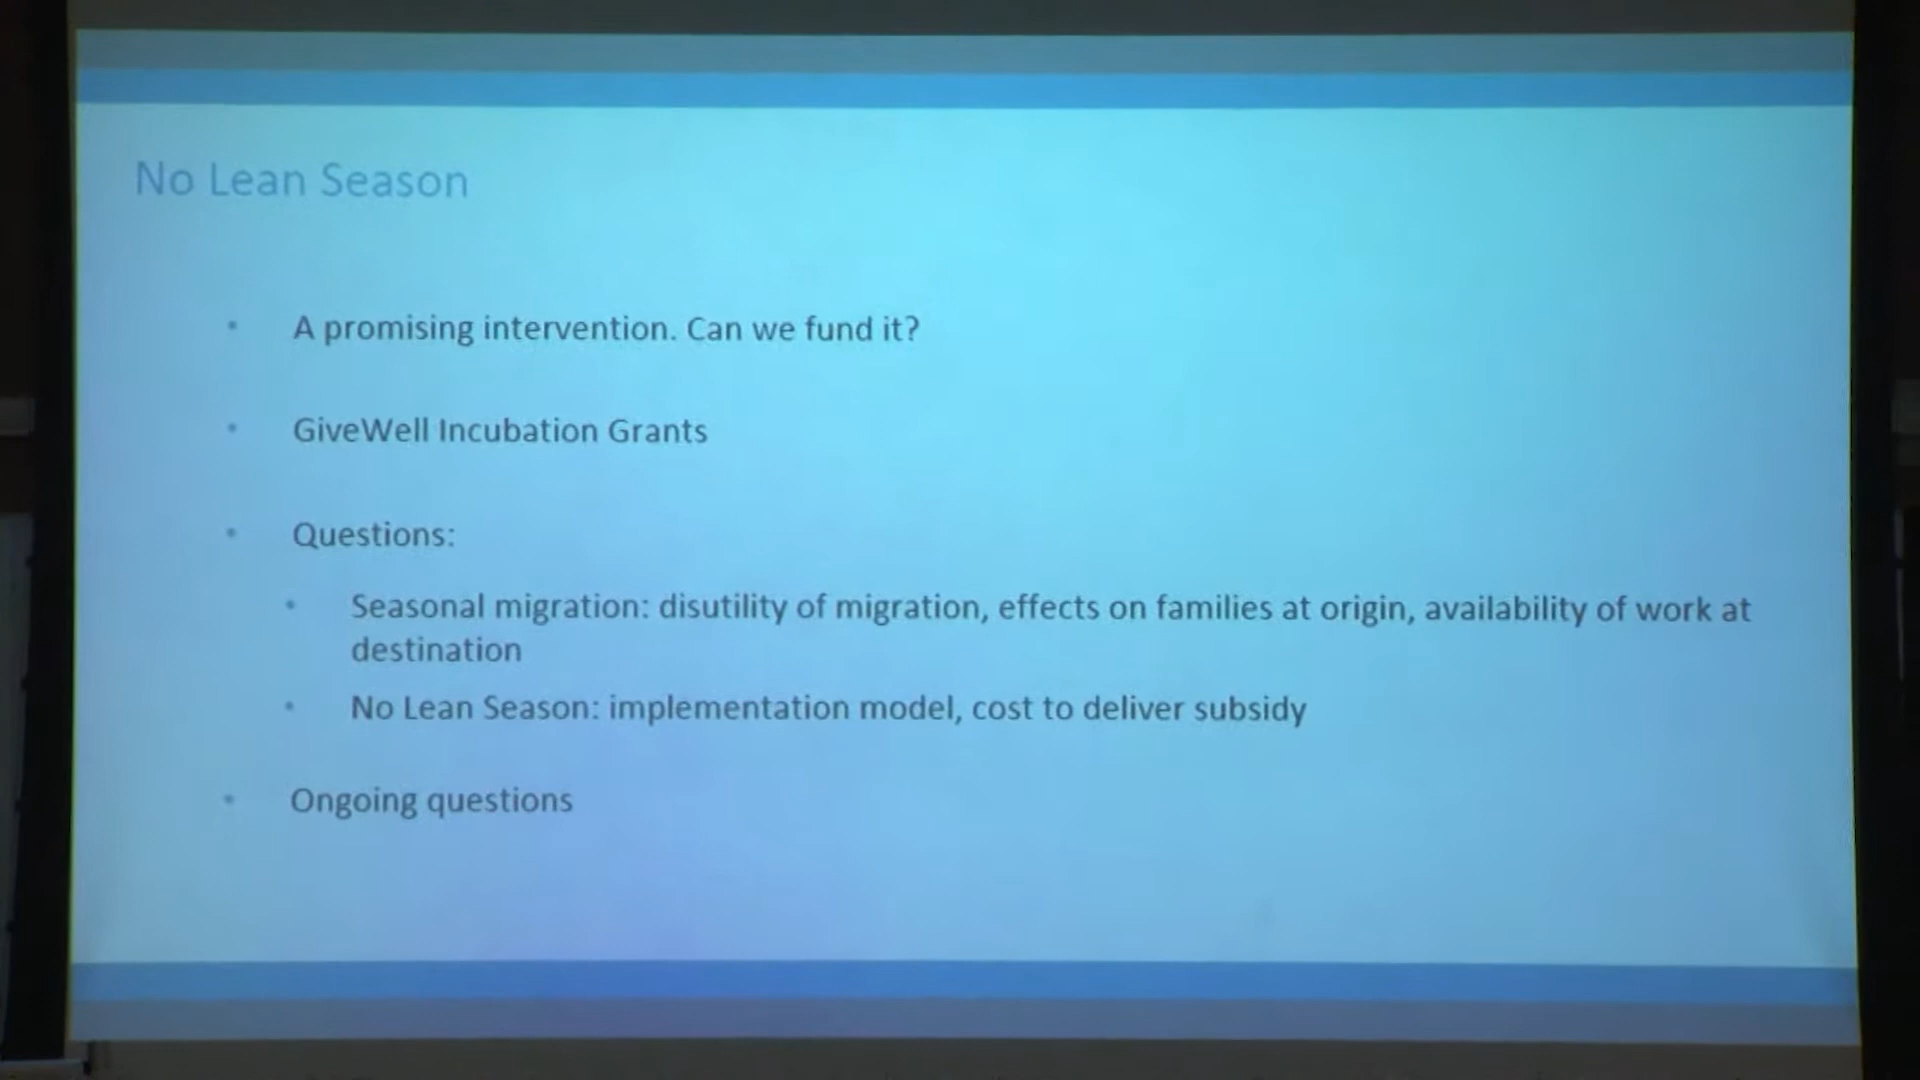 No Lean Season
• A promising intervention. Can we fund it?
• GiveWell Incubation Grants
• Questions:
• Seasonal migration: disutility of migration, effects on families at origin, availability of work at
destination
• No Lean Season: implementation model, cost to deliver subsidy
• Ongoing questions